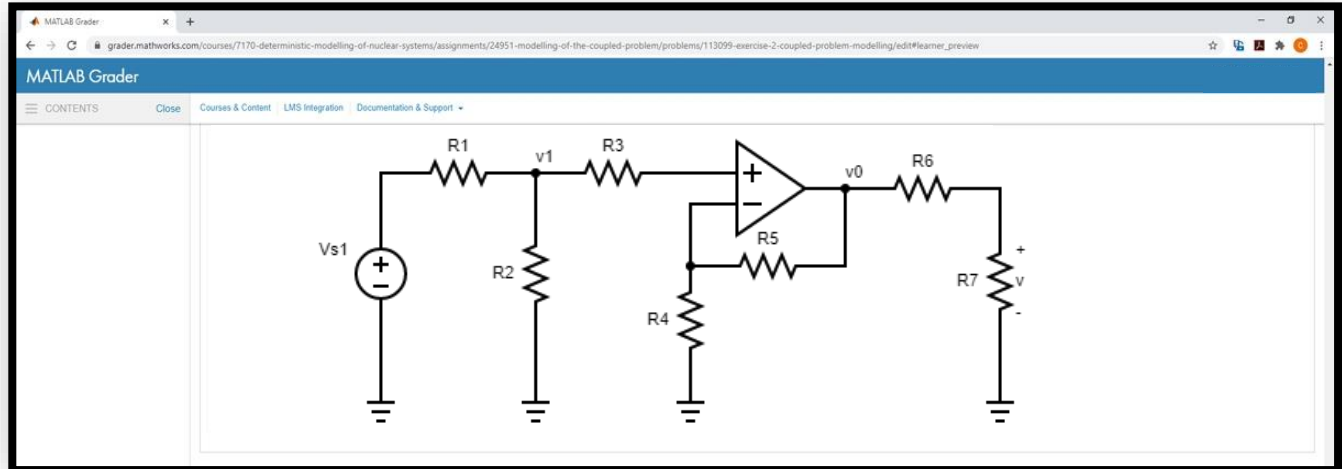 MATLAB Grader
grader.mathworks.com/courses/7170-deterministic-modelling-of-nuclear-systems/assignments/24951-modelling-of-the-coupled-problem/problems/113099-exercise-2-coupled-problem-modelling/edit#learner_preview
MATLAB Grader
CONTENTS Close Courses & Content LMS Integration Documentation & Support
R1 v1 R3 + v0 R6
−
Vs1 + − R2 R5 R7 + v -
R4